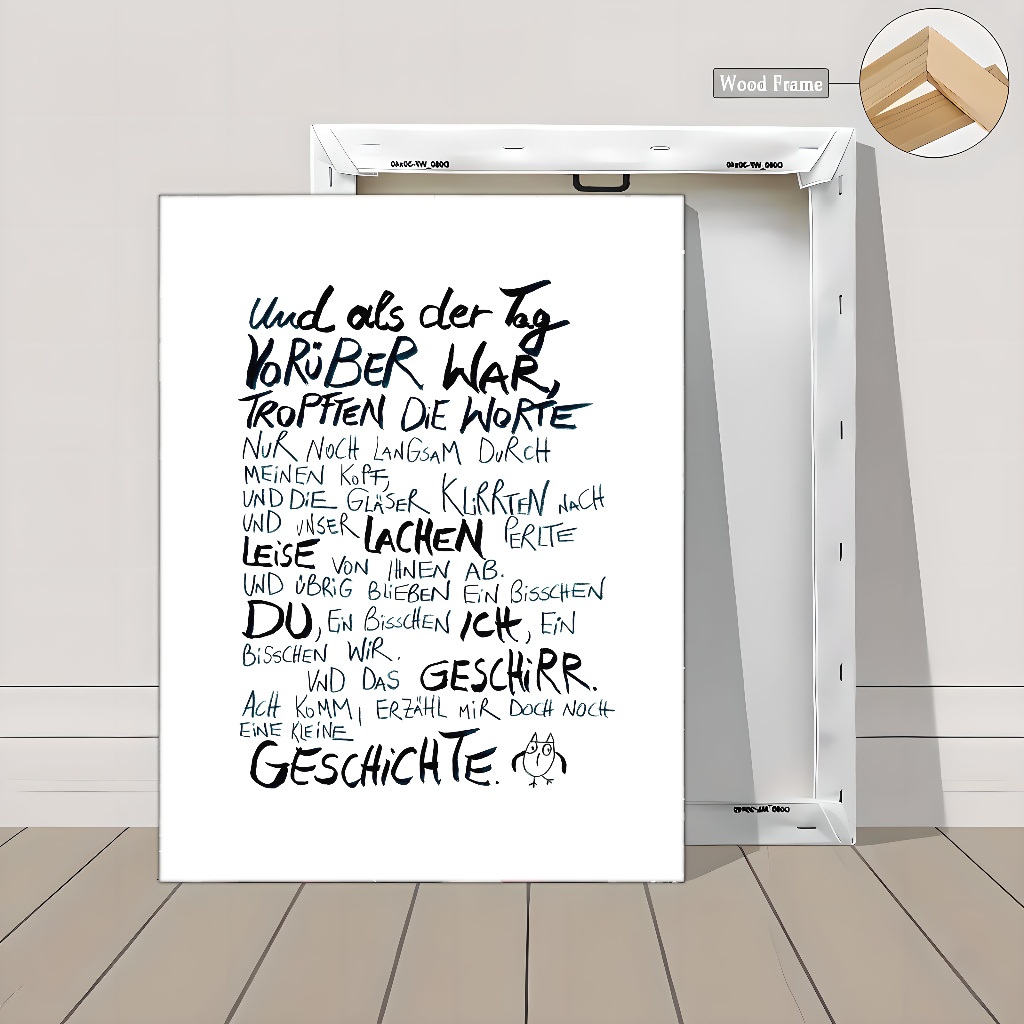 Wood Frame
Und als der Tag
VORÜBER WAR,
TROPFTEN DiE WORTE
NUR NOCH LANGSAM DURCH
MEiNEN KOPF,
UND DiE GLÄSER KLiRRTEN NACH
UND UNSER LACHEN PERLTE
LEiSE VON IHNEN AB.
UND ÜBRiG BLiEBEN EiN BiSSCHEN
DU, EiN BiSSCHEN iCH, EiN
BiSSCHEN WiR.
UND DAS GESCHiRR.
ACH KOMM, ERZÄHL MiR DOCH NOCH
EiNE KLEiNE
GESCHiCHTE.